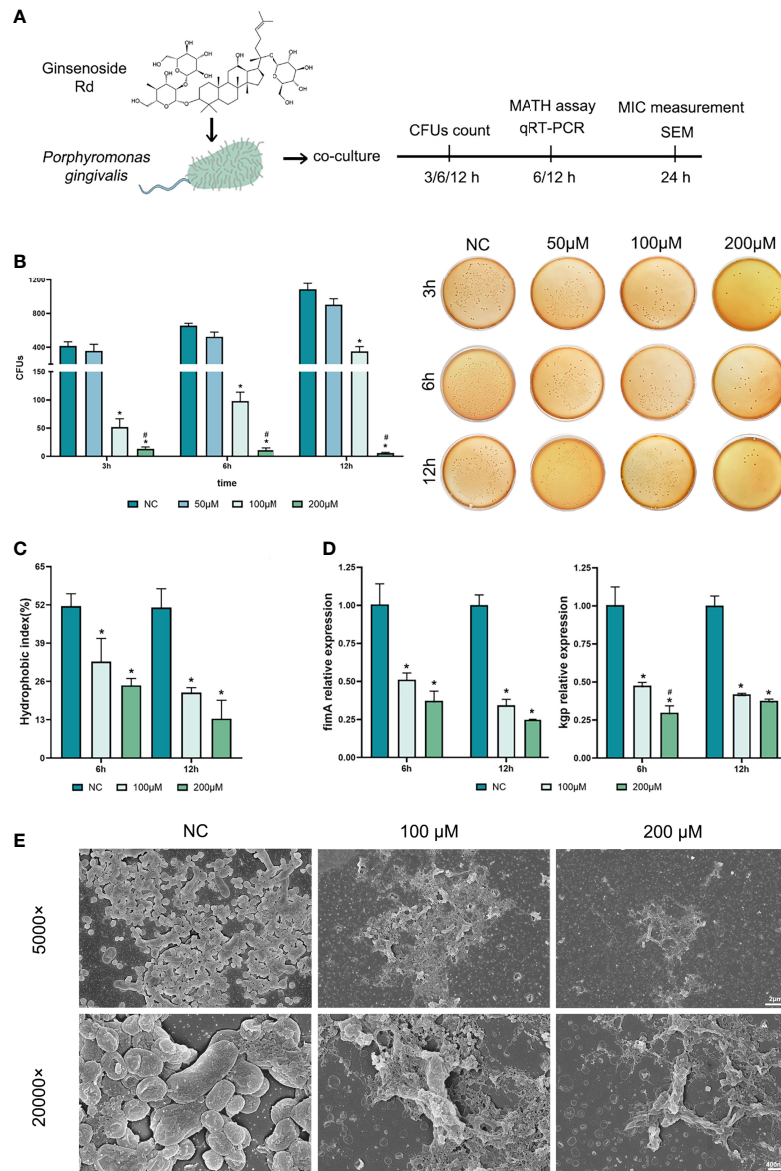 A
Ginsenoside
Rd
Porphyromonas
gingivalis
co-culture
CFUs count
3/6/12 h
MATH assay
qRT-PCR
6/12 h
MIC measurement
SEM
24 h
B
CFUs
1200
800
400
150
100
50
0
* # * * # * * # *
3h 6h 12h
time
NC 50μM 100μM 200μM
NC 50μM 100μM 200μM
3h
6h
12h
C
Hydrophobic index(%)
65
52
39
26
13
0
* * * *
6h 12h
NC 100μM 200μM
D
fimA relative expression
1.25
1.00
0.75
0.50
0.25
0.00
* * * *
6h 12h
kgp relative expression
1.25
1.00
0.75
0.50
0.25
0.00
* # * * *
6h 12h
NC 100μM 200μM
E
NC 100 μM 200 μM
5000×
2μm
20000×